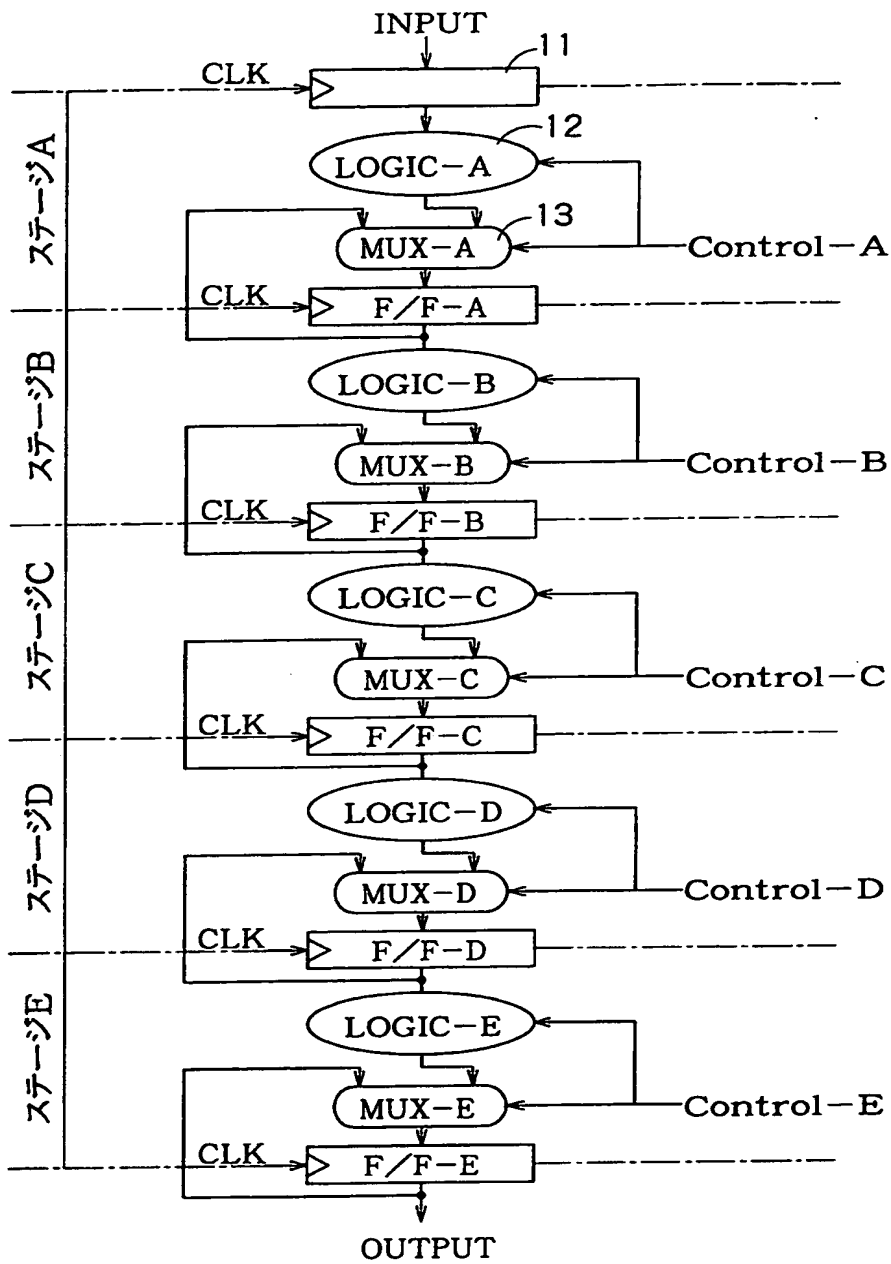 INPUT
11
CLK
12
LOGIC-A
13
MUX-A
Control-A
ステージA
CLK
F/F-A
LOGIC-B
MUX-B
Control-B
ステージB
CLK
F/F-B
LOGIC-C
MUX-C
Control-C
ステージC
CLK
F/F-C
LOGIC-D
MUX-D
Control-D
ステージD
CLK
F/F-D
LOGIC-E
MUX-E
Control-E
ステージE
CLK
F/F-E
OUTPUT